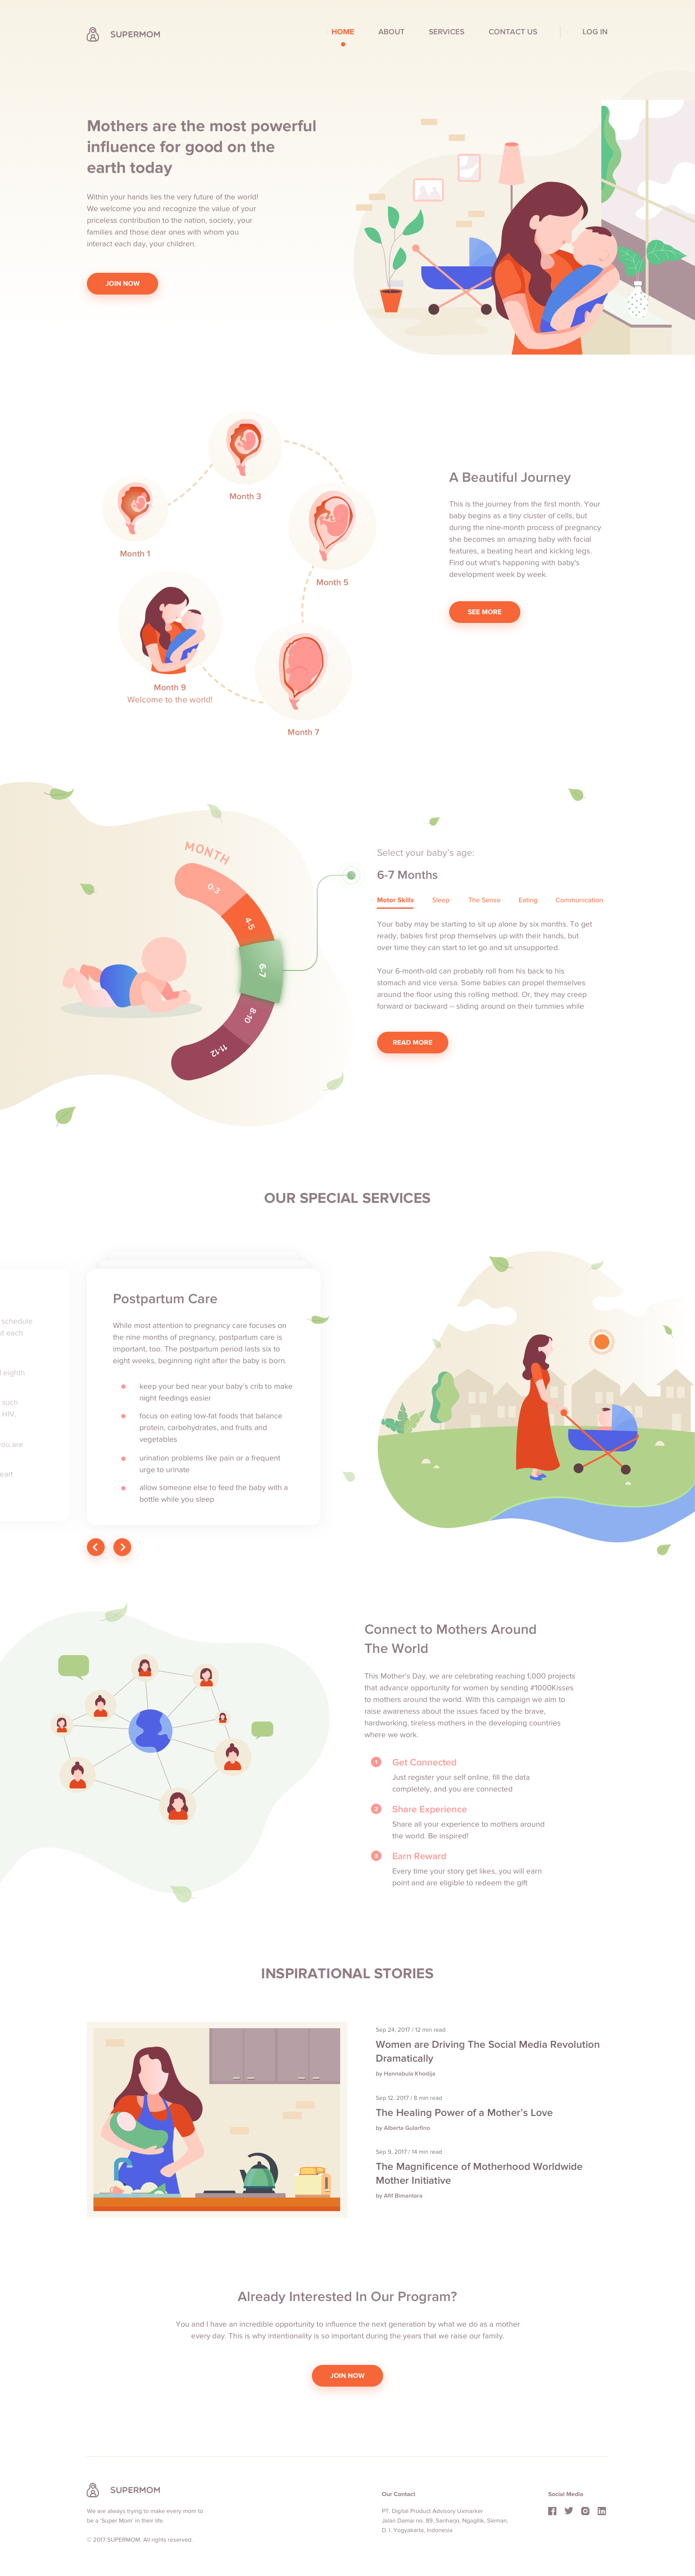 SUPERMOM
HOME
ABOUT
SERVICES
CONTACT US
LOG IN
Mothers are the most powerful
influence for good on the
earth today
Within your hands lies the very future of the world!
We welcome you and recognize the value of your
priceless contribution to the nation, society, your
families and those dear ones with whom you
interact each day, your children.
JOIN NOW
Month 3
Month 1
Month 5
Month 9
Welcome to the world!
Month 7
A Beautiful Journey
This is the journey from the first month. Your
baby begins as a tiny cluster of cells, but
during the nine-month process of pregnancy
she becomes an amazing baby with facial
features, a beating heart and kicking legs.
Find out what's happening with baby's
development week by week.
SEE MORE
MONTH
0-3
4-5
6-7
8-10
11-12
Select your baby's age:
6-7 Months
Motor Skills
Sleep
The Sense
Eating
Communication
Your baby may be starting to sit up alone by six months. To get
ready, babies first prop themselves up with their hands, but
over time they can start to let go and sit unsupported.
Your 6-month-old can probably roll from his back to his
stomach and vice versa. Some babies can propel themselves
around the floor using this rolling method. Or, they may creep
forward or backward – sliding around on their tummies while
READ MORE
OUR SPECIAL SERVICES
schedule
each
eighth
such
HIV,
you are
Postpartum Care
While most attention to pregnancy care focuses on
the nine months of pregnancy, postpartum care is
important, too. The postpartum period lasts six to
eight weeks, beginning right after the baby is born.
keep your bed near your baby's crib to make
night feedings easier
focus on eating low-fat foods that balance
protein, carbohydrates, and fruits and
vegetables
urination problems like pain or a frequent
urge to urinate
allow someone else to feed the baby with a
bottle while you sleep
Connect to Mothers Around
The World
This Mother's Day, we are celebrating reaching 1,000 projects
that advance opportunity for women by sending #1000Kisses
to mothers around the world. With this campaign we aim to
raise awareness about the issues faced by the brave,
hardworking, tireless mothers in the developing countries
where we work.
1
Get Connected
Just register your self online, fill the data
completely, and you are connected
2
Share Experience
Share all your experience to mothers around
the world. Be inspired!
3
Earn Reward
Every time your story get likes, you will earn
point and are eligible to redeem the gift
INSPIRATIONAL STORIES
Sep 24, 2017 / 12 min read
Women are Driving The Social Media Revolution
Dramatically
by Hannabula Khodija
Sep 12, 2017 / 8 min read
The Healing Power of a Mother's Love
by Alberta Gularfino
Sep 9, 2017 / 14 min read
The Magnificence of Motherhood Worldwide
Mother Initiative
by Afif Bimantara
Already Interested In Our Program?
You and I have an incredible opportunity to influence the next generation by what we do as a mother
every day. This is why intentionality is so important during the years that we raise our family.
JOIN NOW
SUPERMOM
We are always trying to make every mom to
be a 'Super Mom' in their life.
© 2017 SUPERMOM. All rights reserved.
Our Contact
PT. Digital Product Advisory Uxmarker
Jalan Damai no. 89, Sariharjo, Ngaglik, Sleman,
D. I. Yogyakarta, Indonesia
Social Media